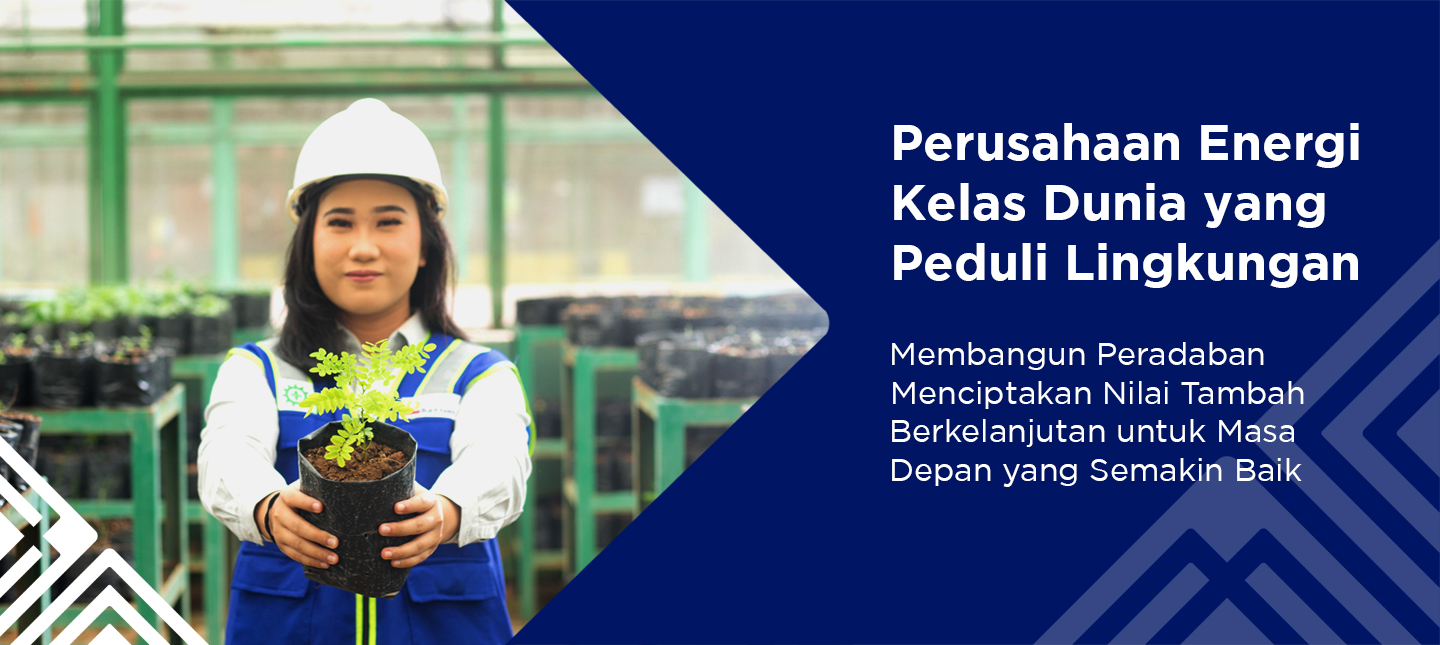 Perusahaan Energi
Kelas Dunia yang
Peduli Lingkungan
Membangun Peradaban
Menciptakan Nilai Tambah
Berkelanjutan untuk Masa
Depan yang Semakin Baik